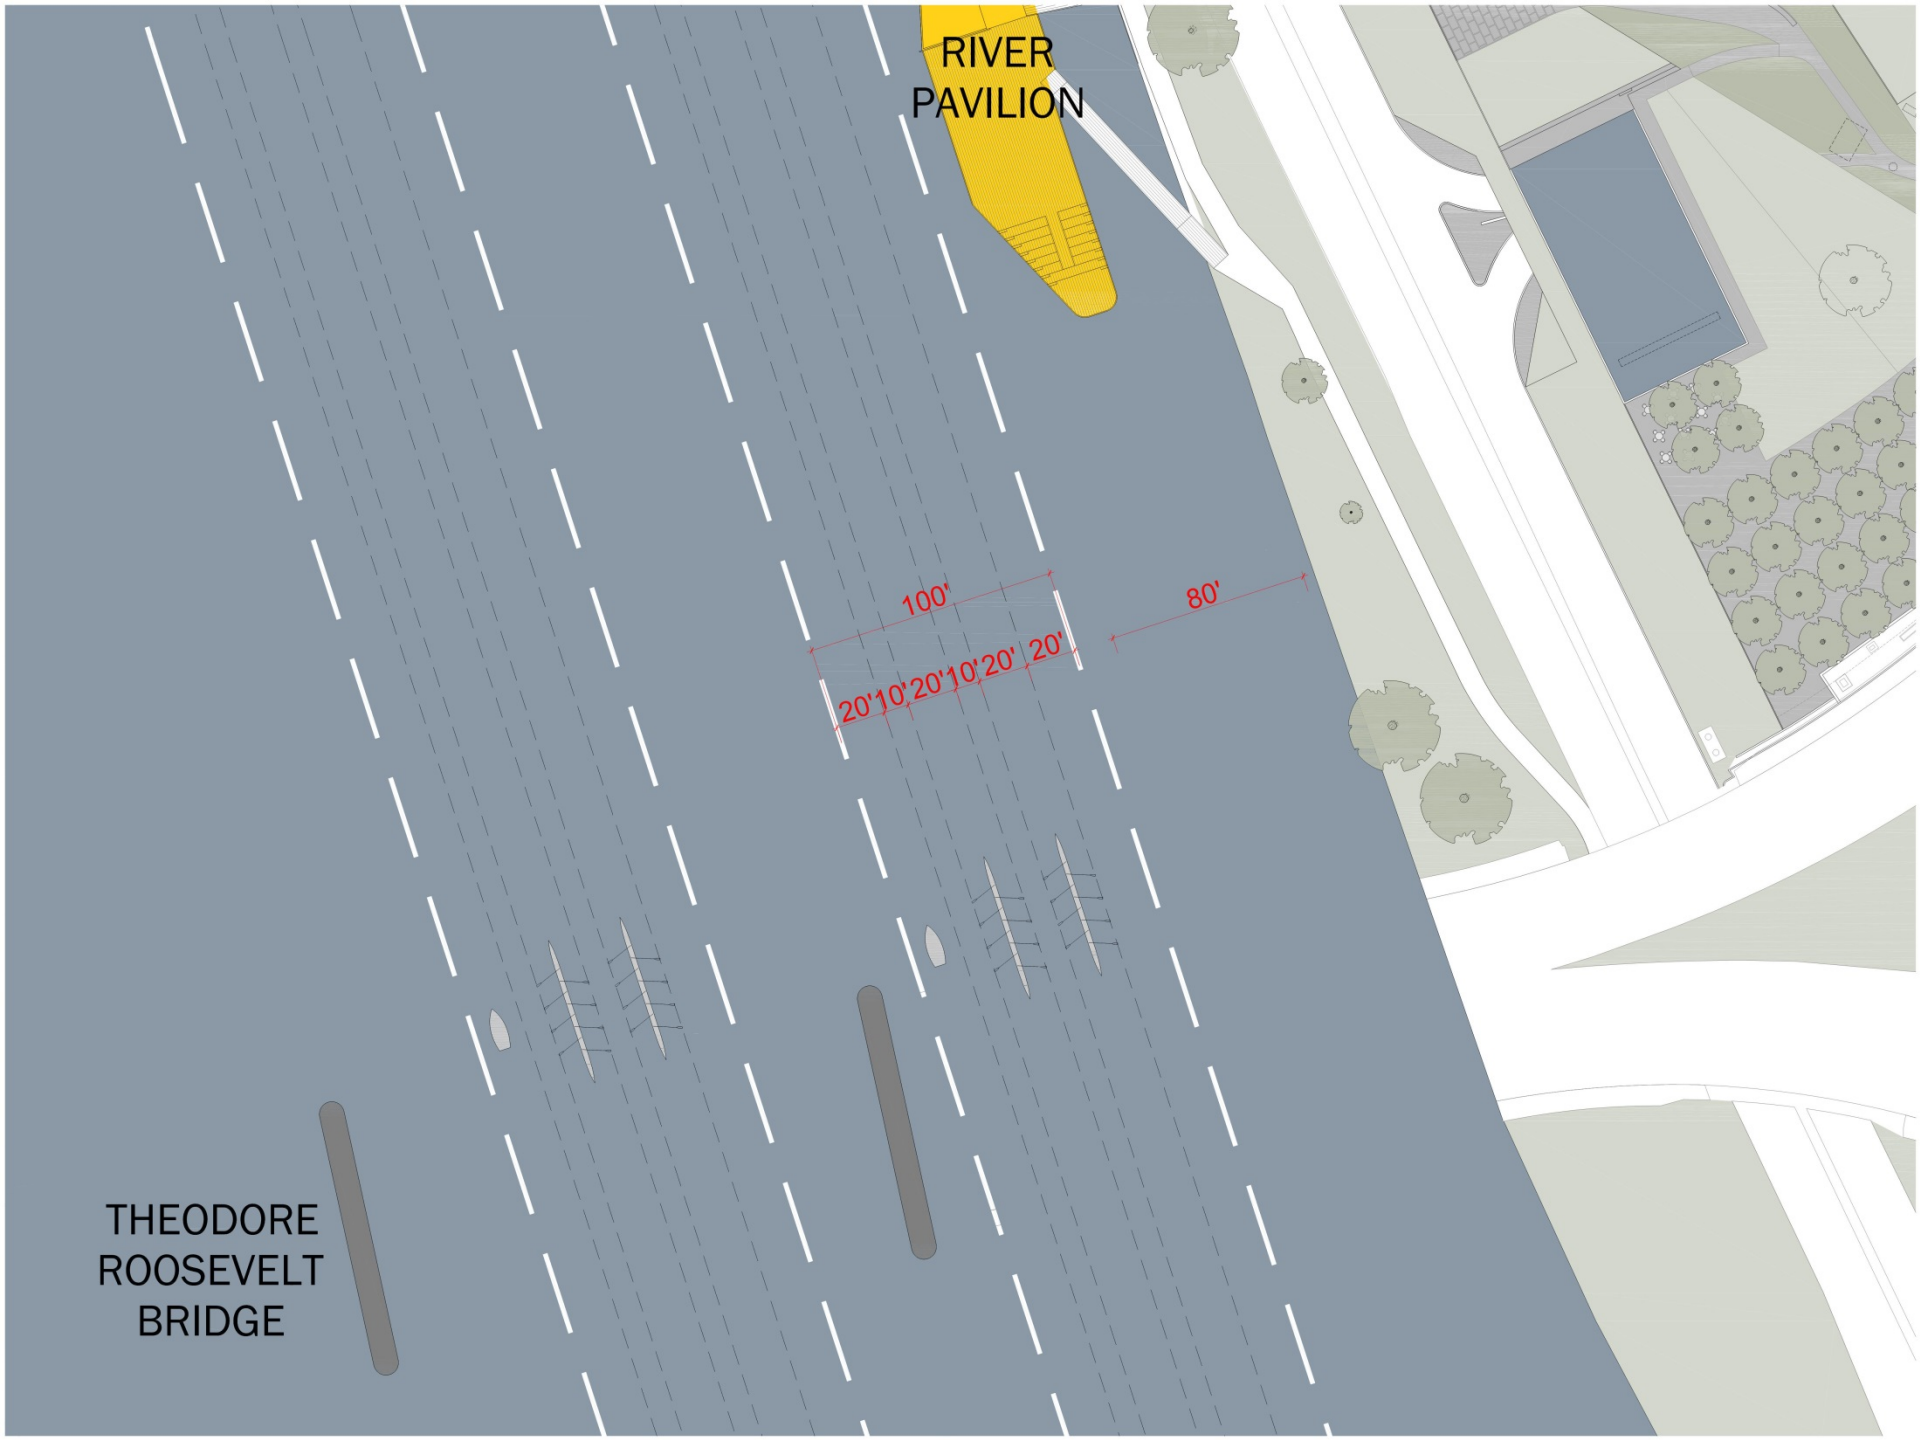 RIVER
PAVILION
100'
80'
20' 10' 20' 10' 20' 20'
THEODORE
ROOSEVELT
BRIDGE